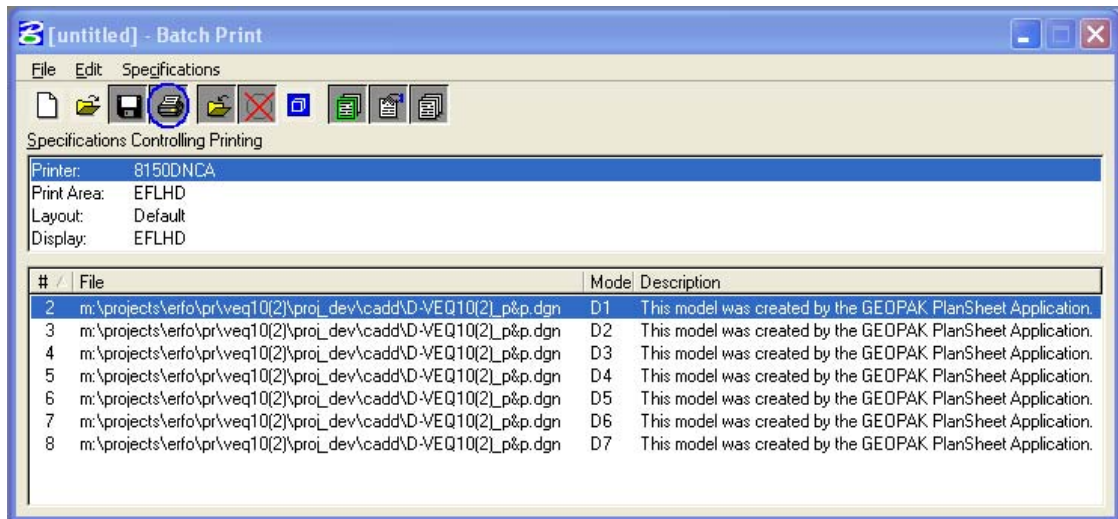 [untitled] - Batch Print
File Edit Specifications
Specifications Controlling Printing
Printer: 8150DNCA
Print Area: EFLHD
Layout: Default
Display: EFLHD
# File Mode Description
2 m:\projects\erfo\pr\veq10(2)\proj_dev\cadd\D-VEQ10(2)_p&p.dgn D1 This model was created by the GEOPAK PlanSheet Application.
3 m:\projects\erfo\pr\veq10(2)\proj_dev\cadd\D-VEQ10(2)_p&p.dgn D2 This model was created by the GEOPAK PlanSheet Application.
4 m:\projects\erfo\pr\veq10(2)\proj_dev\cadd\D-VEQ10(2)_p&p.dgn D3 This model was created by the GEOPAK PlanSheet Application.
5 m:\projects\erfo\pr\veq10(2)\proj_dev\cadd\D-VEQ10(2)_p&p.dgn D4 This model was created by the GEOPAK PlanSheet Application.
6 m:\projects\erfo\pr\veq10(2)\proj_dev\cadd\D-VEQ10(2)_p&p.dgn D5 This model was created by the GEOPAK PlanSheet Application.
7 m:\projects\erfo\pr\veq10(2)\proj_dev\cadd\D-VEQ10(2)_p&p.dgn D6 This model was created by the GEOPAK PlanSheet Application.
8 m:\projects\erfo\pr\veq10(2)\proj_dev\cadd\D-VEQ10(2)_p&p.dgn D7 This model was created by the GEOPAK PlanSheet Application.